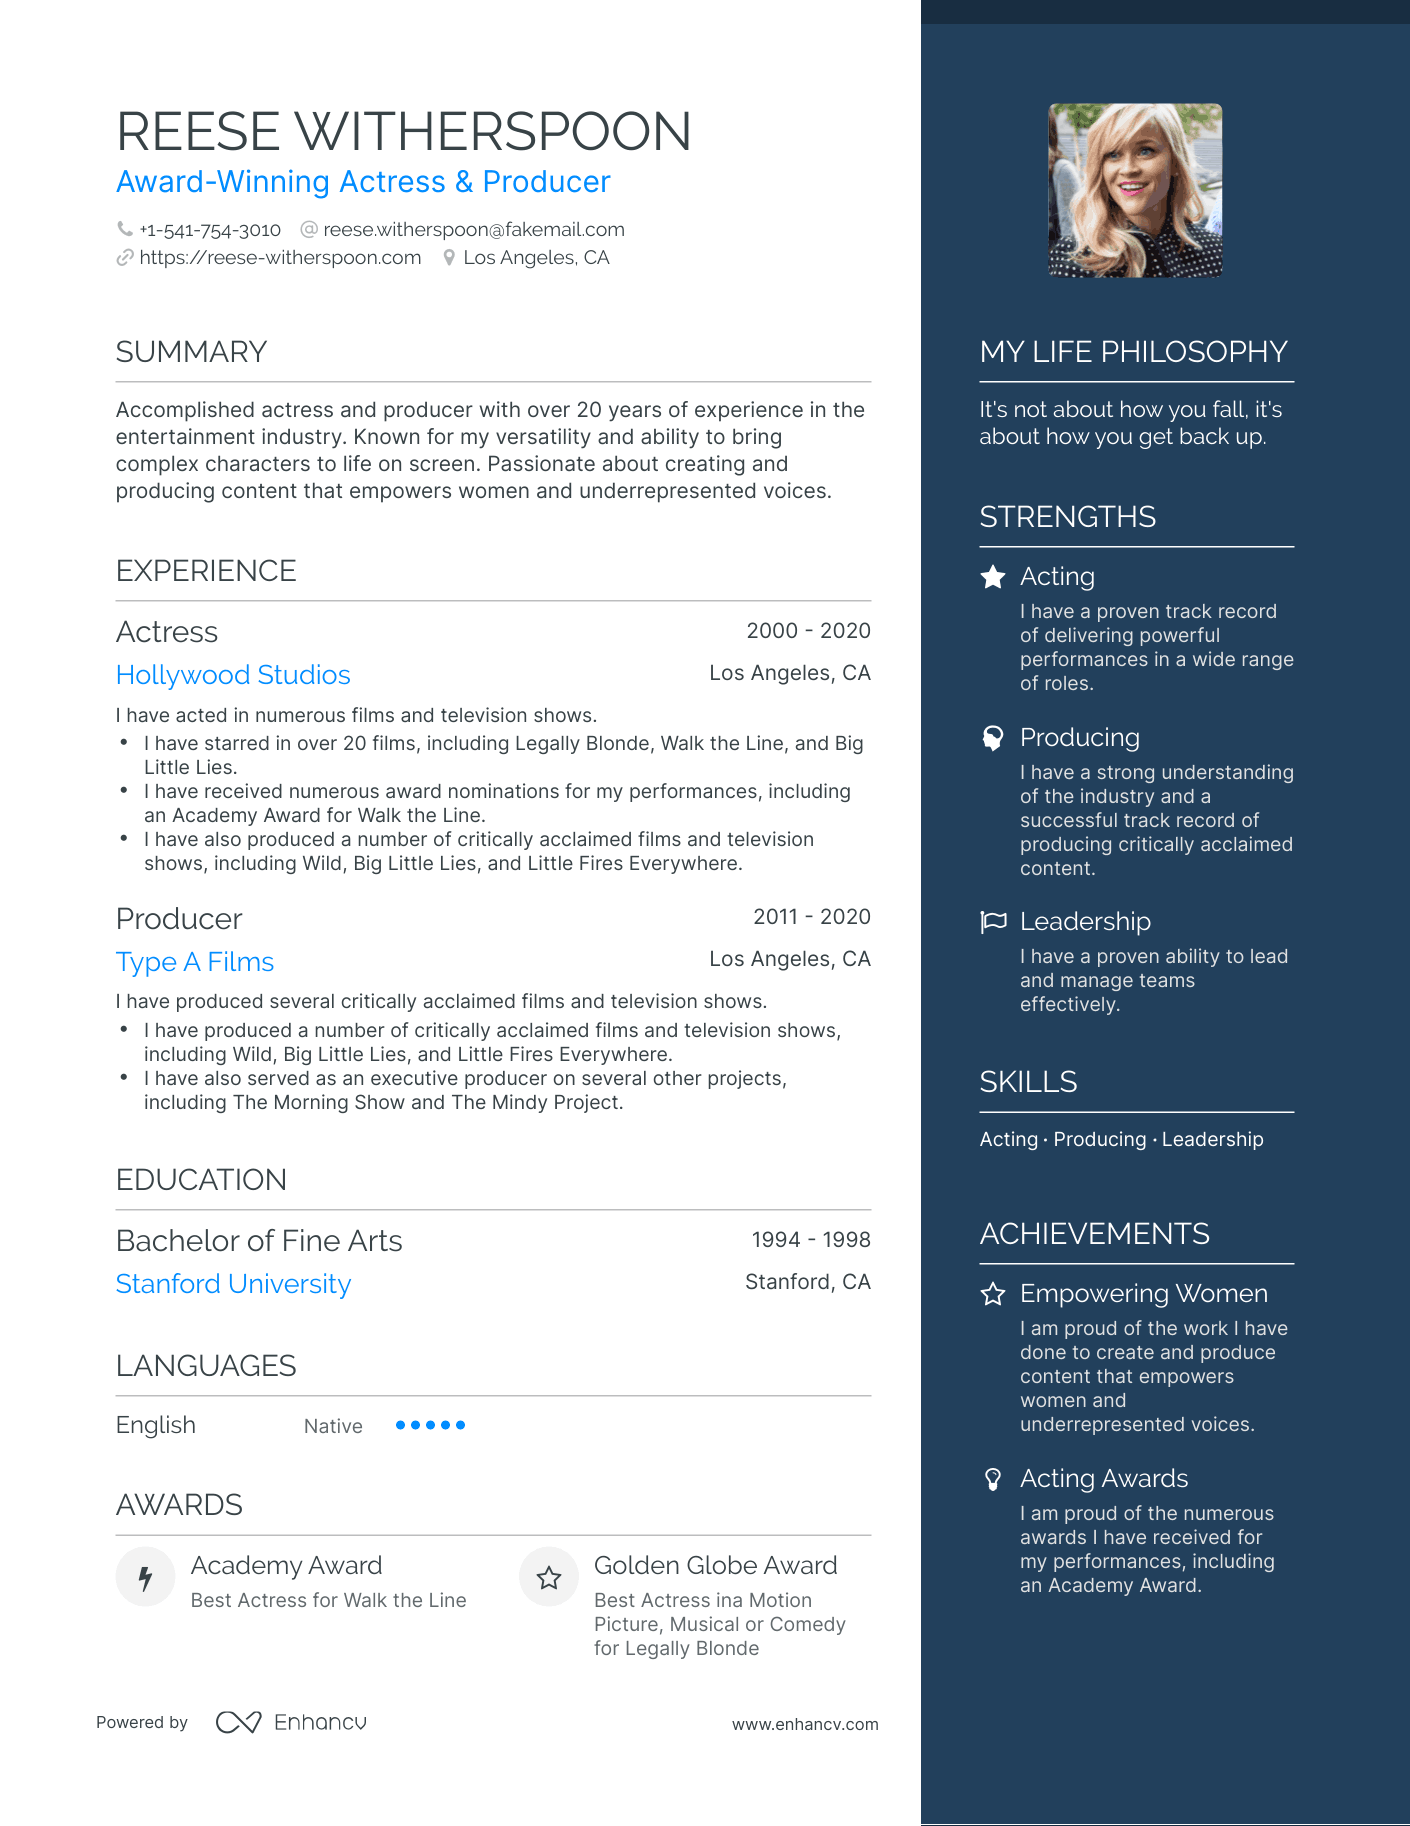 REESE WITHERSPOON
Award-Winning Actress & Producer
+1-541-754-3010 @ reese.witherspoon@fakemail.com
https://reese-witherspoon.com Los Angeles, CA
SUMMARY
Accomplished actress and producer with over 20 years of experience in the
entertainment industry. Known for my versatility and ability to bring
complex characters to life on screen. Passionate about creating and
producing content that empowers women and underrepresented voices.
EXPERIENCE
Actress 2000 - 2020
Hollywood Studios Los Angeles, CA
I have acted in numerous films and television shows.
• I have starred in over 20 films, including Legally Blonde, Walk the Line, and Big
Little Lies.
• I have received numerous award nominations for my performances, including
an Academy Award for Walk the Line.
• I have also produced a number of critically acclaimed films and television
shows, including Wild, Big Little Lies, and Little Fires Everywhere.
Producer 2011 - 2020
Type A Films Los Angeles, CA
I have produced several critically acclaimed films and television shows.
• I have produced a number of critically acclaimed films and television shows,
including Wild, Big Little Lies, and Little Fires Everywhere.
• I have also served as an executive producer on several other projects,
including The Morning Show and The Mindy Project.
EDUCATION
Bachelor of Fine Arts 1994 - 1998
Stanford University Stanford, CA
LANGUAGES
English Native
AWARDS
Academy Award
Best Actress for Walk the Line
Golden Globe Award
Best Actress ina Motion
Picture, Musical or Comedy
for Legally Blonde
Powered by Enhancv www.enhancv.com
MY LIFE PHILOSOPHY
It's not about how you fall, it's
about how you get back up.
STRENGTHS
Acting
I have a proven track record
of delivering powerful
performances in a wide range
of roles.
Producing
I have a strong understanding
of the industry and a
successful track record of
producing critically acclaimed
content.
Leadership
I have a proven ability to lead
and manage teams
effectively.
SKILLS
Acting · Producing · Leadership
ACHIEVEMENTS
Empowering Women
I am proud of the work I have
done to create and produce
content that empowers
women and
underrepresented voices.
Acting Awards
I am proud of the numerous
awards I have received for
my performances, including
an Academy Award.